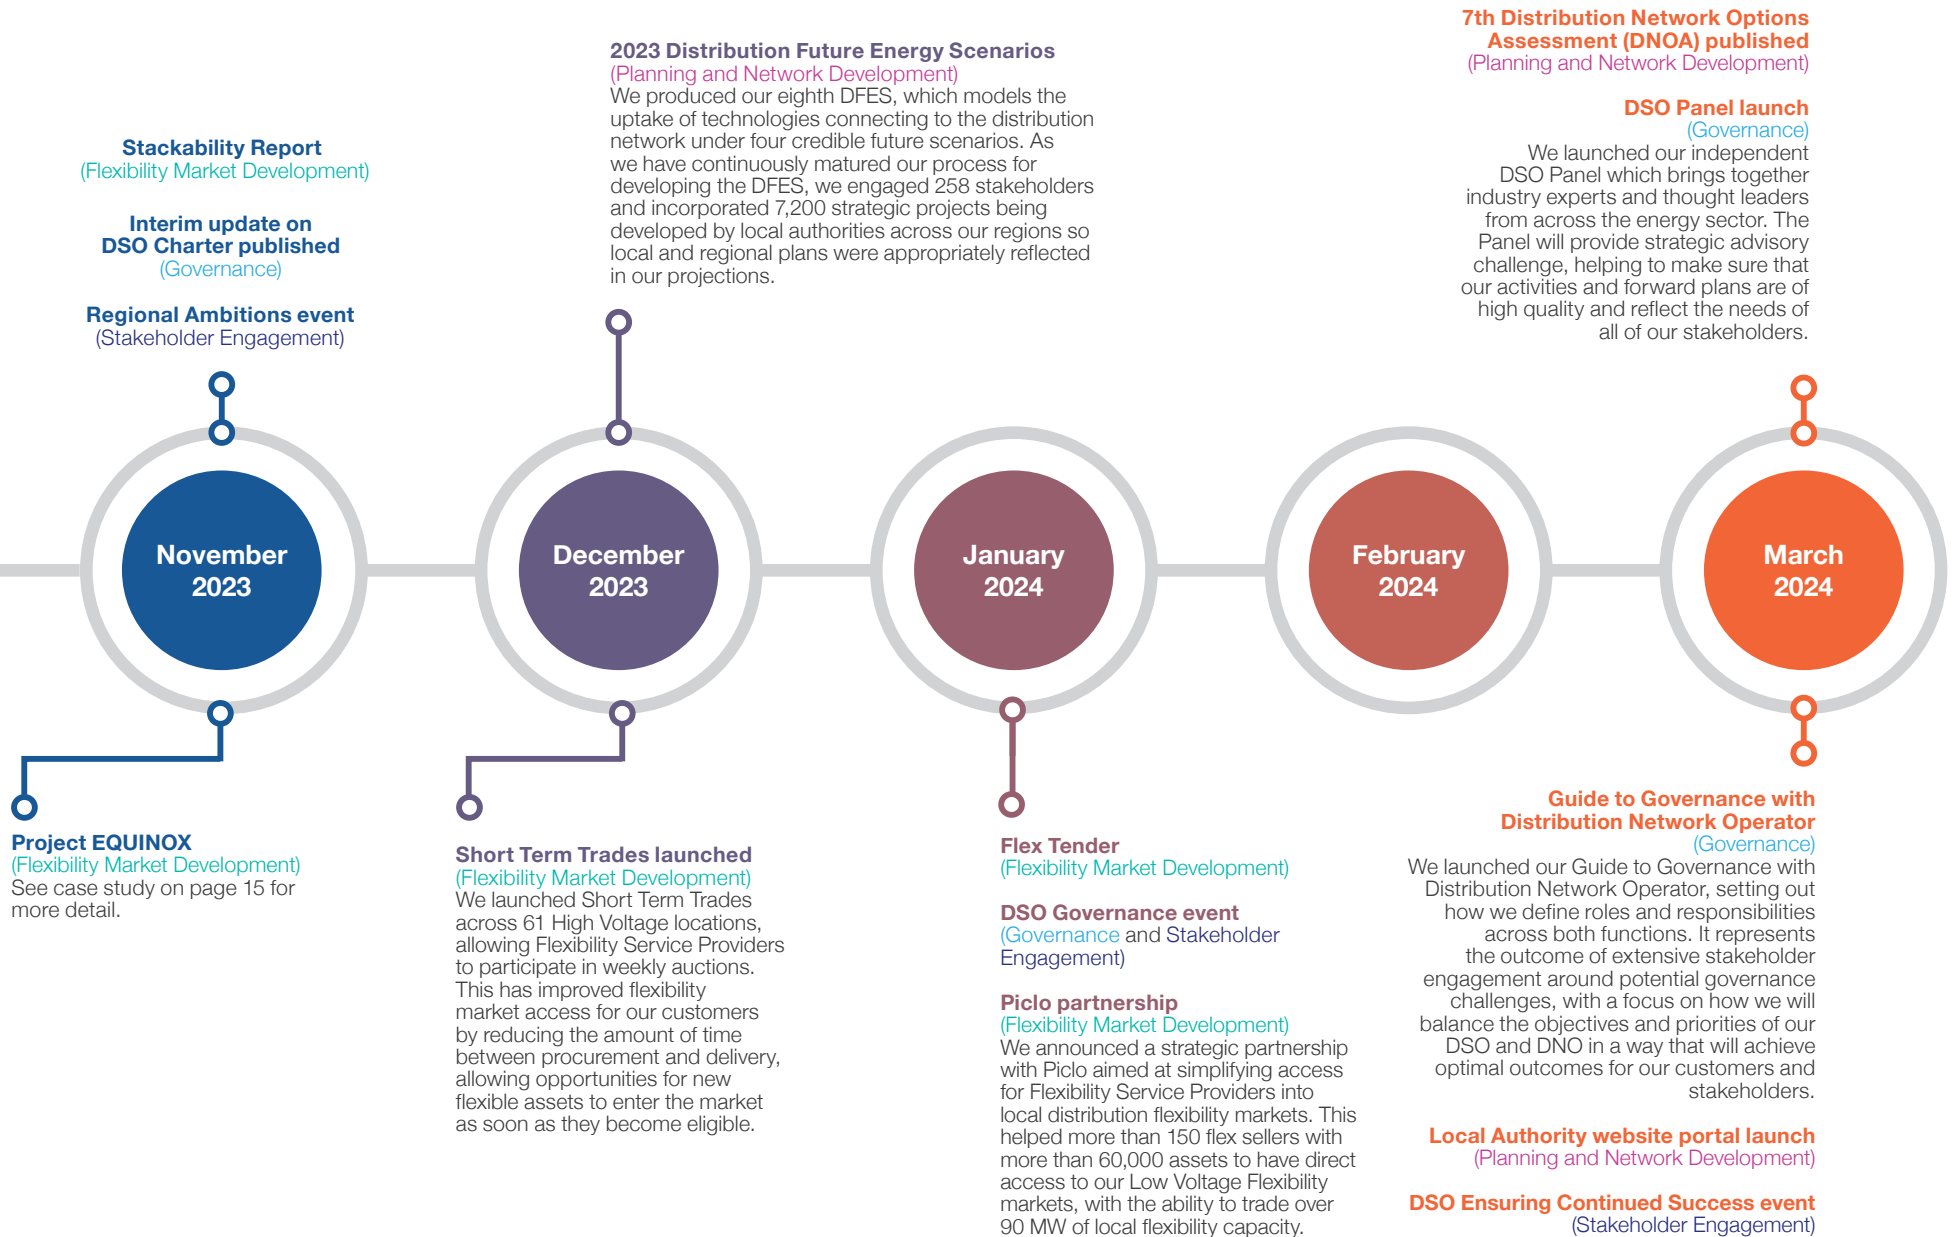 Stackability Report
(Flexibility Market Development)
Interim update on
DSO Charter published
(Governance)
Regional Ambitions event
(Stakeholder Engagement)
2023 Distribution Future Energy Scenarios
(Planning and Network Development)
We produced our eighth DFES, which models the
uptake of technologies connecting to the distribution
network under four credible future scenarios. As
we have continuously matured our process for
developing the DFES, we engaged 258 stakeholders
and incorporated 7,200 strategic projects being
developed by local authorities across our regions so
local and regional plans were appropriately reflected
in our projections.
7th Distribution Network Options
Assessment (DNOA) published
(Planning and Network Development)
DSO Panel launch
(Governance)
We launched our independent
DSO Panel which brings together
industry experts and thought leaders
from across the energy sector. The
Panel will provide strategic advisory
challenge, helping to make sure that
our activities and forward plans are of
high quality and reflect the needs of
all of our stakeholders.
November
2023
December
2023
January
2024
February
2024
March
2024
Project EQUINOX
(Flexibility Market Development)
See case study on page 15 for
more detail.
Short Term Trades launched
(Flexibility Market Development)
We launched Short Term Trades
across 61 High Voltage locations,
allowing Flexibility Service Providers
to participate in weekly auctions.
This has improved flexibility
market access for our customers
by reducing the amount of time
between procurement and delivery,
allowing opportunities for new
flexible assets to enter the market
as soon as they become eligible.
Flex Tender
(Flexibility Market Development)
DSO Governance event
(Governance and Stakeholder
Engagement)
Piclo partnership
(Flexibility Market Development)
We announced a strategic partnership
with Piclo aimed at simplifying access
for Flexibility Service Providers into
local distribution flexibility markets. This
helped more than 150 flex sellers with
more than 60,000 assets to have direct
access to our Low Voltage Flexibility
markets, with the ability to trade over
90 MW of local flexibility capacity.
Guide to Governance with
Distribution Network Operator
(Governance)
We launched our Guide to Governance with
Distribution Network Operator, setting out
how we define roles and responsibilities
across both functions. It represents
the outcome of extensive stakeholder
engagement around potential governance
challenges, with a focus on how we will
balance the objectives and priorities of our
DSO and DNO in a way that will achieve
optimal outcomes for our customers and
stakeholders.
Local Authority website portal launch
(Planning and Network Development)
DSO Ensuring Continued Success event
(Stakeholder Engagement)